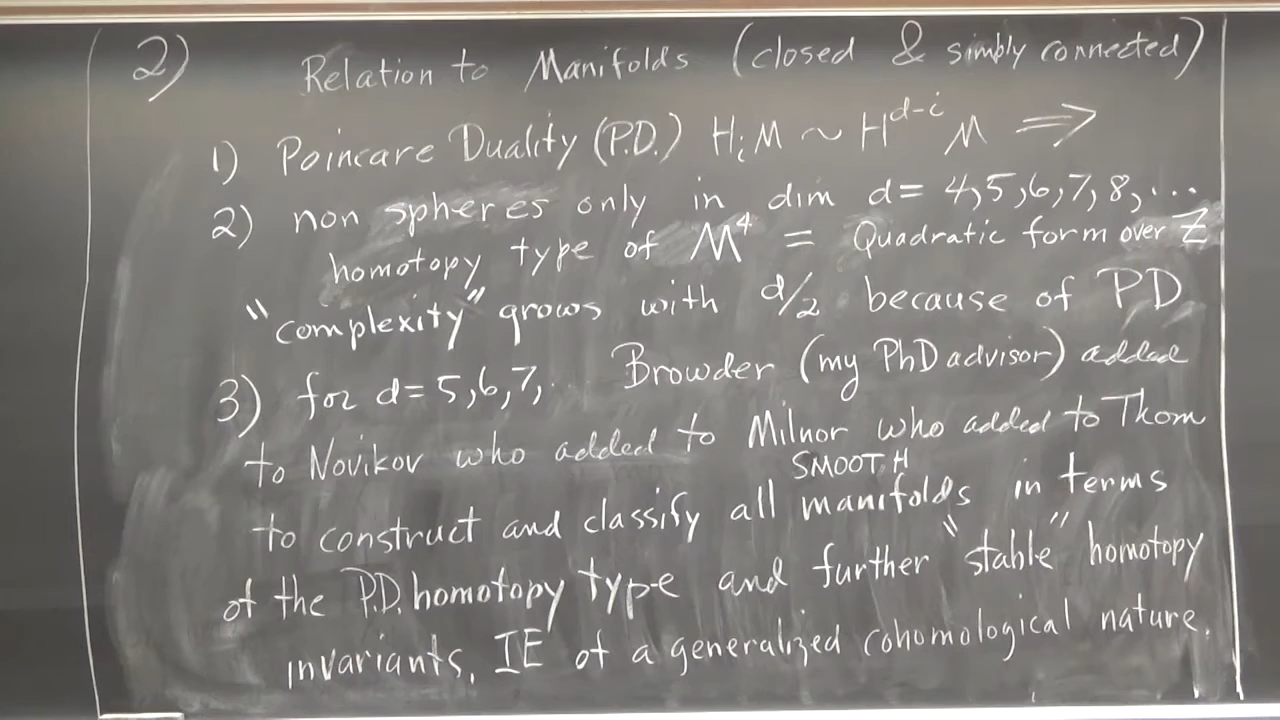 2) Relation to Manifolds (closed & simply connected)
1) Poincare Duality (P.D.) HᵢM ~ H^{d-i} M ⟹
2) non spheres only in dim d= 4,5,6,7,8,...
homotopy type of M⁴ = Quadratic form over Z
"complexity" grows with d/2 because of PD
3) for d=5,6,7,. Browder (my PhD advisor) added
to Novikov who added to Milnor who added to Thom
SMOOTH
to construct and classify all manifolds in terms
of the P.D. homotopy type and further "stable" homotopy
invariants, IE of a generalized cohomological nature.